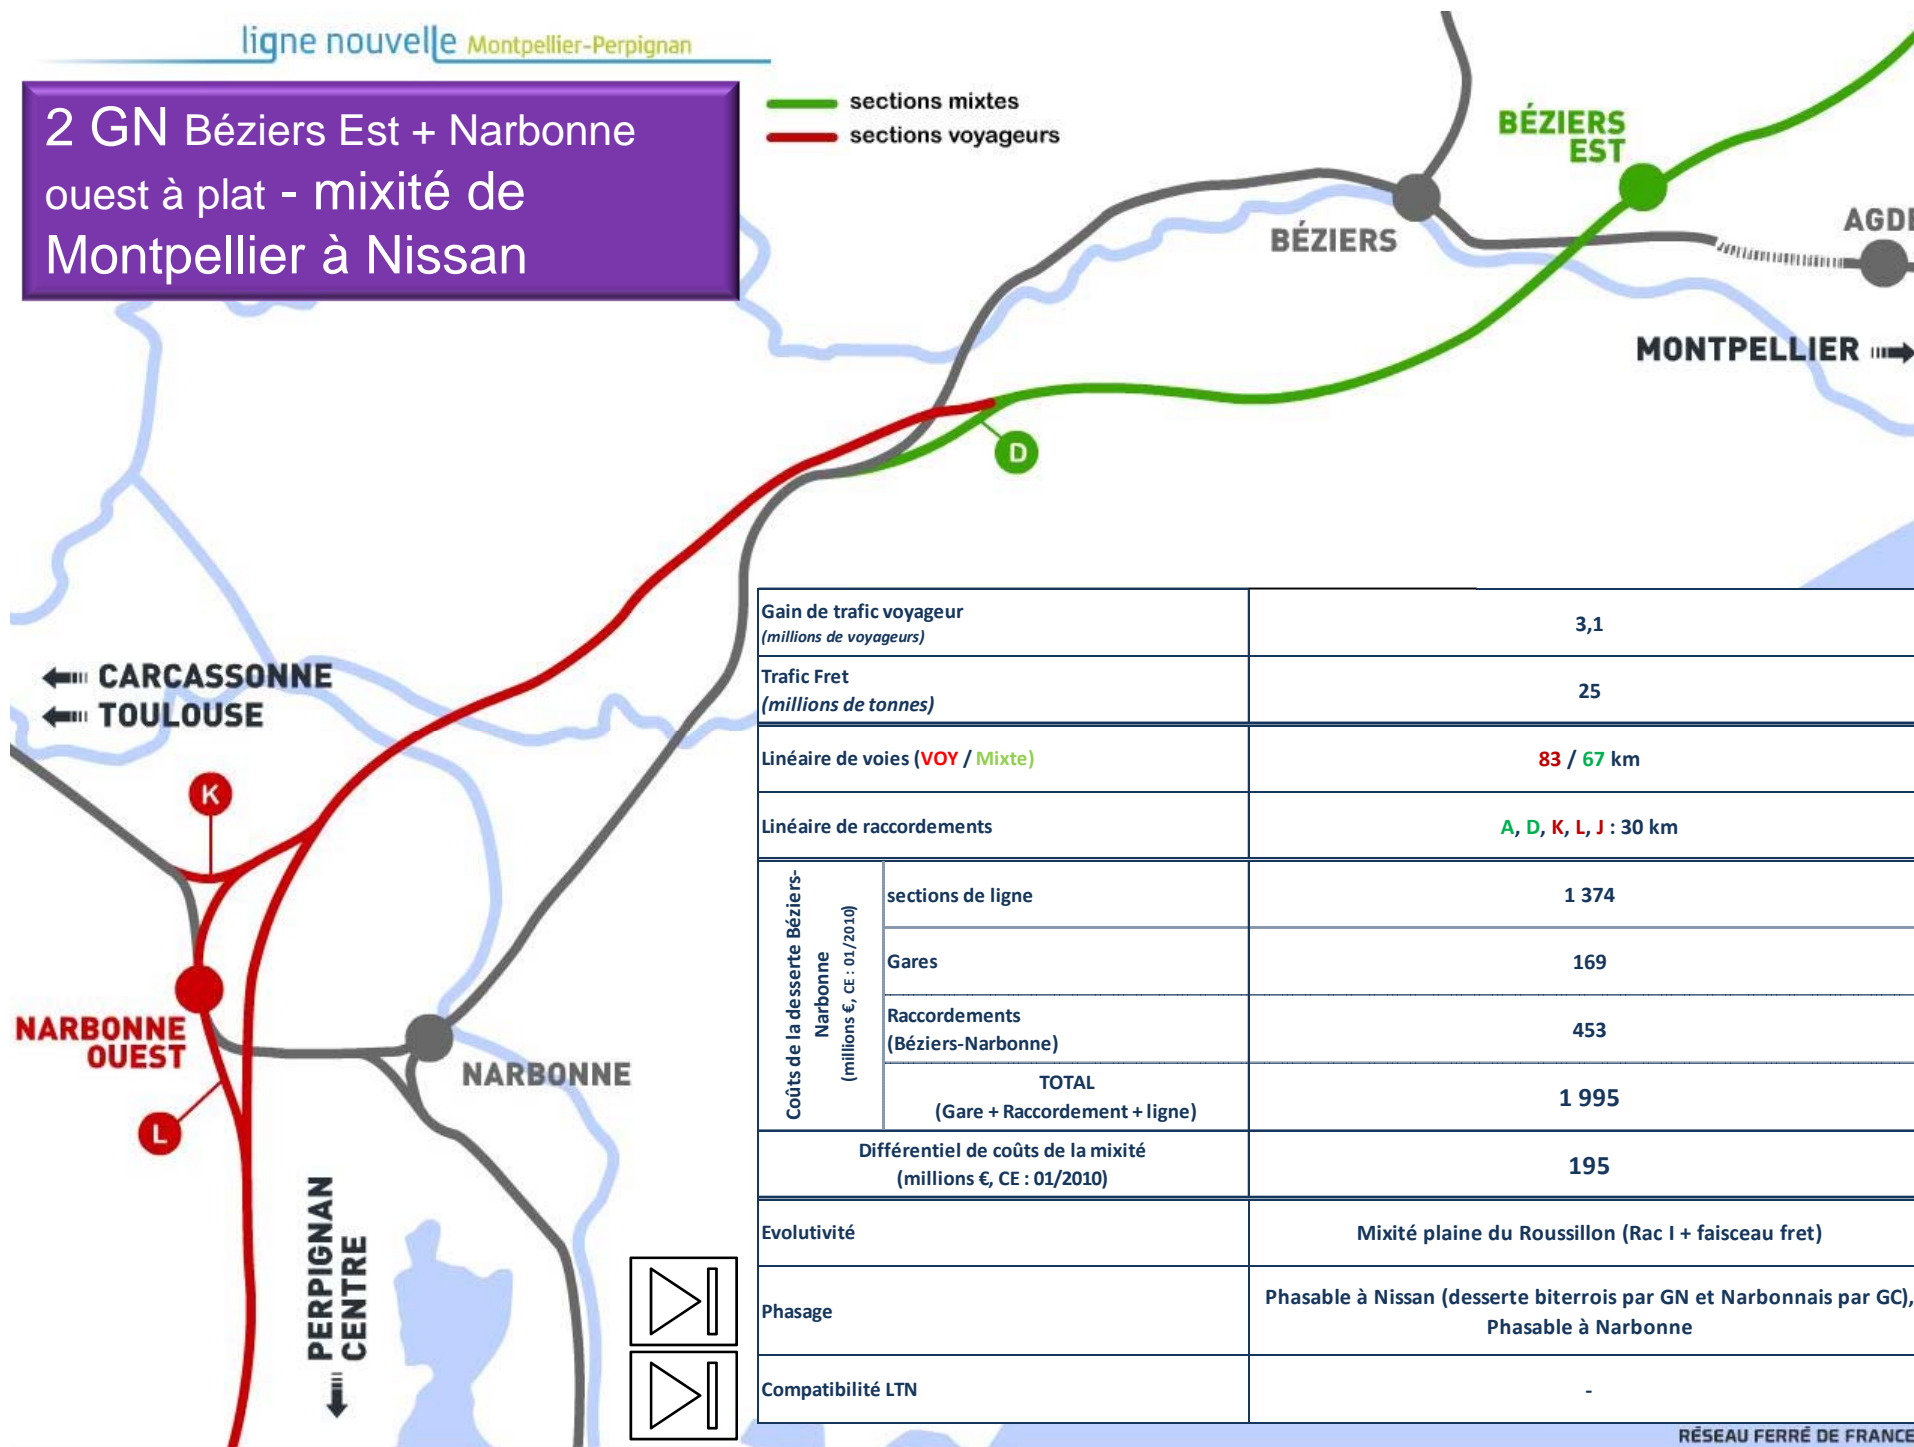 ligne nouvelle Montpellier-Perpignan
2 GN Béziers Est + Narbonne
ouest à plat - mixité de
Montpellier à Nissan
sections mixtes
sections voyageurs
BÉZIERS
EST
BÉZIERS
AGDE
MONTPELLIER
D
CARCASSONNE
TOULOUSE
K
NARBONNE
OUEST
NARBONNE
L
PERPIGNAN
CENTRE
Gain de trafic voyageur
(millions de voyageurs)
3,1
Trafic Fret
(millions de tonnes)
25
Linéaire de voies (VOY / Mixte)
83 / 67 km
Linéaire de raccordements
A, D, K, L, J : 30 km
Coûts de la desserte Béziers-
Narbonne
(millions €, CE : 01/2010)
sections de ligne
1 374
Gares
169
Raccordements
(Béziers-Narbonne)
453
TOTAL
(Gare + Raccordement + ligne)
1 995
Différentiel de coûts de la mixité
(millions €, CE : 01/2010)
195
Evolutivité
Mixité plaine du Roussillon (Rac I + faisceau fret)
Phasage
Phasable à Nissan (desserte biterrois par GN et Narbonnais par GC),
Phasable à Narbonne
Compatibilité LTN
-
RÉSEAU FERRÉ DE FRANCE